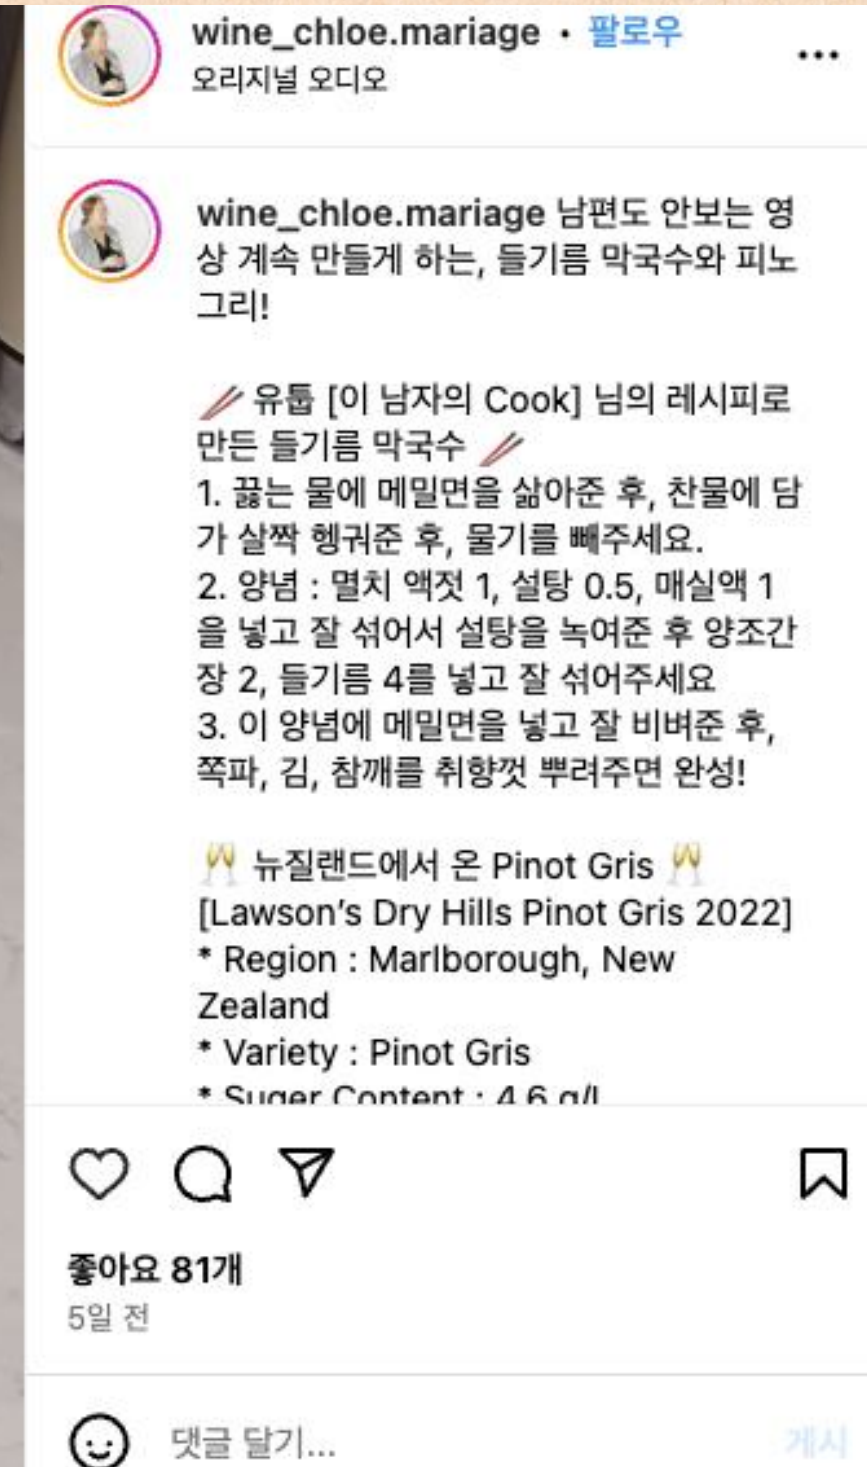 wine_chloe.mariage • 팔로우
오리지널 오디오
wine_chloe.mariage 남편도 안보는 영
상 계속 만들게 하는, 들기름 막국수와 피노
그리!
🥢 유툽 [이 남자의 Cook] 님의 레시피로
만든 들기름 막국수 🥢
1. 끓는 물에 메밀면을 삶아준 후, 찬물에 담
가 살짝 헹궈준 후, 물기를 빼주세요.
2. 양념 : 멸치 액젓 1, 설탕 0.5, 매실액 1
을 넣고 잘 섞어서 설탕을 녹여준 후 양조간
장 2, 들기름 4를 넣고 잘 섞어주세요
3. 이 양념에 메밀면을 넣고 잘 비벼준 후,
쪽파, 김, 참깨를 취향껏 뿌려주면 완성!
🥂 뉴질랜드에서 온 Pinot Gris 🥂
[Lawson's Dry Hills Pinot Gris 2022]
* Region : Marlborough, New
Zealand
* Variety : Pinot Gris
* Suger Content : 4.6 g/l
좋아요 81개
5일 전
댓글 달기...
게시